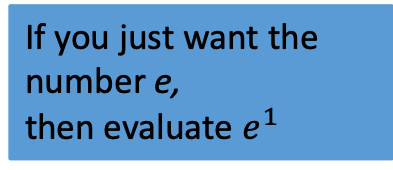 If you just want the
number e,
then evaluate e¹